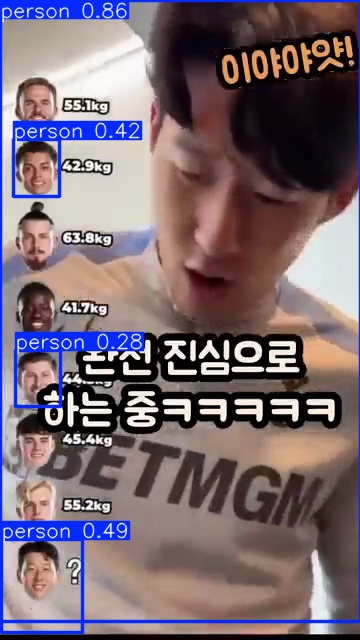 person 0.86
이야야얏!
55.1kg
person 0.42
42.9kg
63.8kg
41.7kg
person 0.28
완전 진심으로
하는 중ㅋㅋㅋㅋㅋ
45.4kg
BETMGM
55.2kg
person 0.49
?